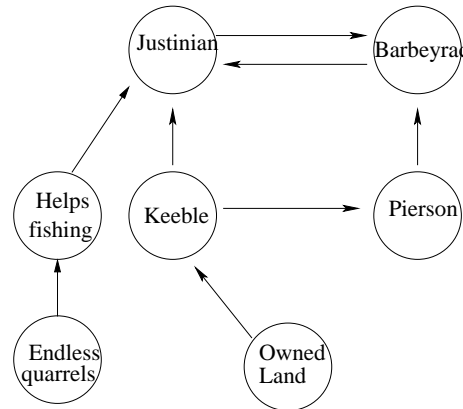 Justinian
Barbeyrac
Helps
fishing
Keeble
Pierson
Endless
quarrels
Owned
Land